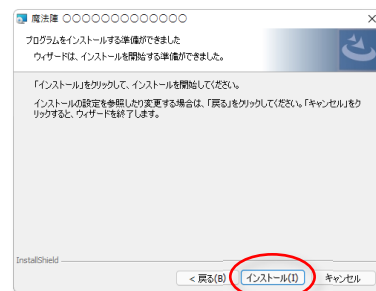 魔法陣 〇〇〇〇〇〇〇〇〇〇〇〇〇
プログラムをインストールする準備ができました
ウィザードは、インストールを開始する準備ができました。
「インストール」をクリックして、インストールを開始してください。
インストールの設定を参照したり変更する場合は、「戻る」をクリックしてください。「キャンセル」をク
リックすると、ウィザードを終了します。
InstallShield
< 戻る(B) インストール(I) キャンセル